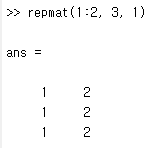 >> repmat(1:2, 3, 1)
ans =
1 2
1 2
1 2